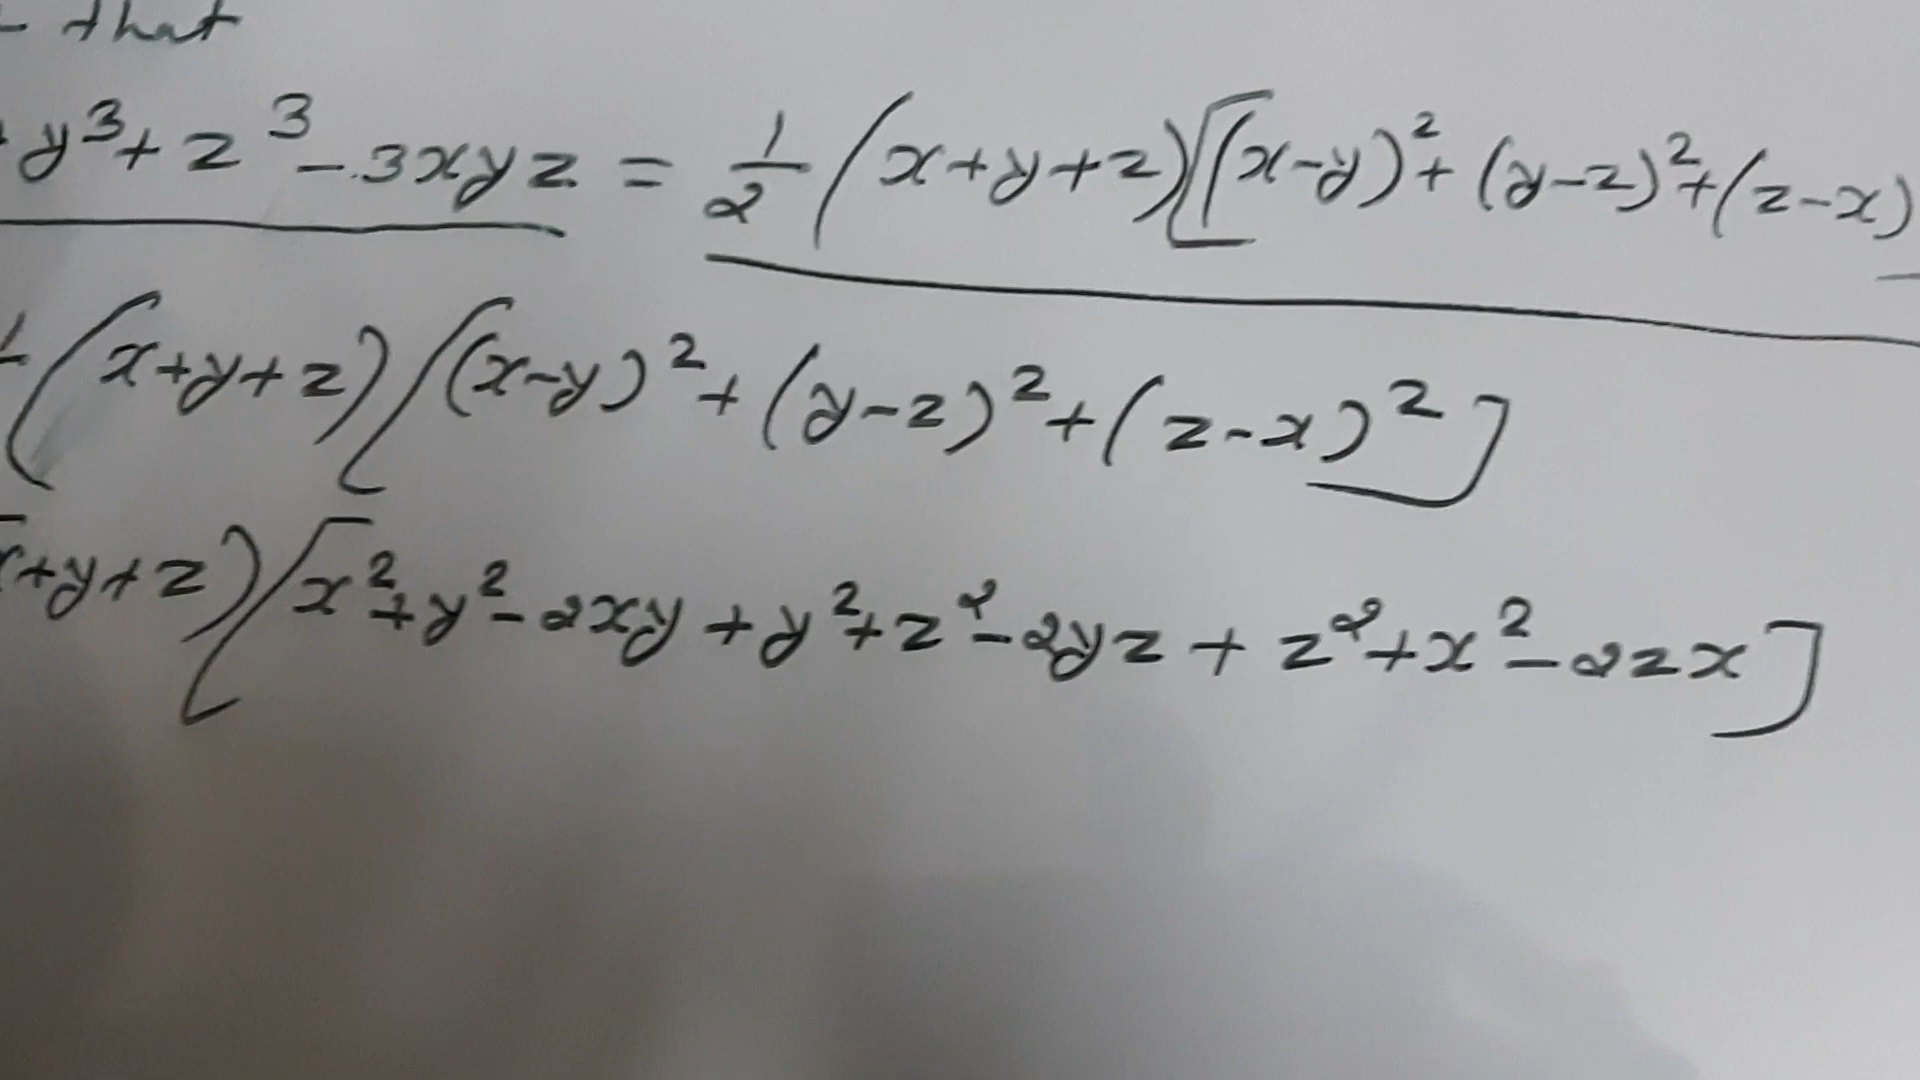 that
y³ + z³ - 3xyz = 1/2 (x+y+z)[(x-y)² + (y-z)² + (z-x)
(x+y+z)[(x-y)² + (y-z)² + (z-x)²]
+y+z)[x² + y² - 2xy + y² + z² - 2yz + z² + x² - 2zx]